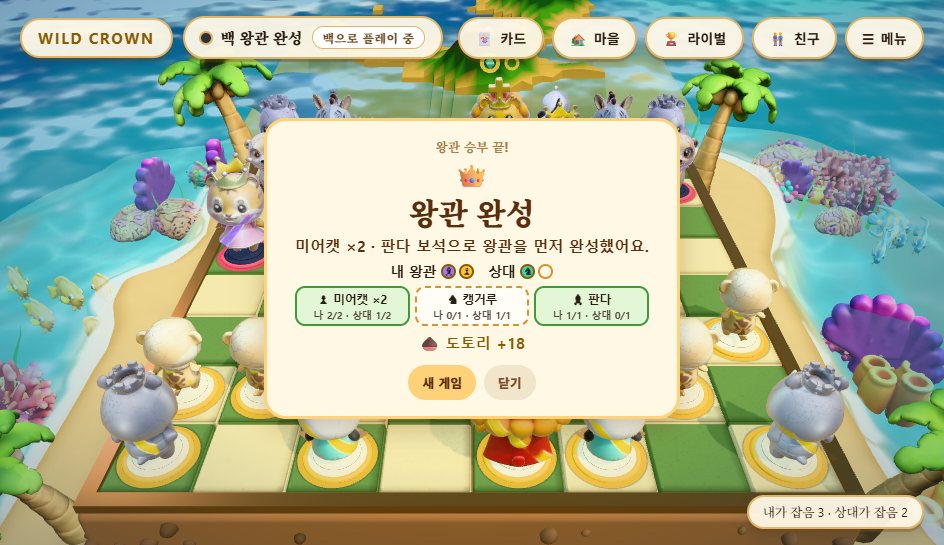 WILD CROWN
백 왕관 완성 백으로 플레이 중
카드
마을
라이벌
친구
☰ 메뉴
왕관 승부 끝!
왕관 완성
미어캣 ×2 · 판다 보석으로 왕관을 먼저 완성했어요.
내 왕관 상대
미어캣 ×2
나 2/2 · 상대 1/2
캥거루
나 0/1 · 상대 1/1
판다
나 1/1 · 상대 0/1
도토리 +18
새 게임
닫기
내가 잡음 3 · 상대가 잡음 2